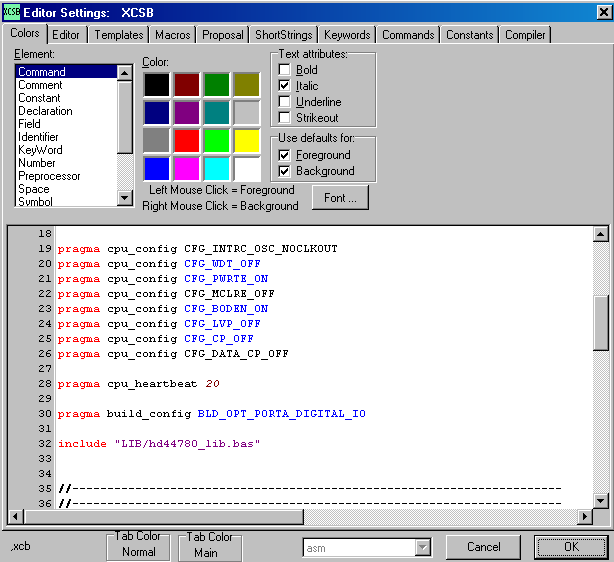 XCSB Editor Settings: XCSB
Colors Editor Templates Macros Proposal ShortStrings Keywords Commands Constants Compiler
Element:
Command
Comment
Constant
Declaration
Field
Identifier
KeyWord
Number
Preprocessor
Space
Symbol
Color:
Left Mouse Click = Foreground
Right Mouse Click = Background
Text attributes:
Bold
Italic
Underline
Strikeout
Use defaults for:
Foreground
Background
Font ...
18
19 pragma cpu_config CFG_INTRC_OSC_NOCLKOUT
20 pragma cpu_config CFG_WDT_OFF
21 pragma cpu_config CFG_PWRTE_ON
22 pragma cpu_config CFG_MCLRE_OFF
23 pragma cpu_config CFG_BODEN_ON
24 pragma cpu_config CFG_LVP_OFF
25 pragma cpu_config CFG_CP_OFF
26 pragma cpu_config CFG_DATA_CP_OFF
27
28 pragma cpu_heartbeat 20
29
30 pragma build_config BLD_OPT_PORTA_DIGITAL_IO
31
32 include "LIB/hd44780_lib.bas"
33
34
35 //----------------------------------------------------------------------
36 //----------------------------------------------------------------------
.xcb
Tab Color
Normal
Tab Color
Main
asm
Cancel
OK